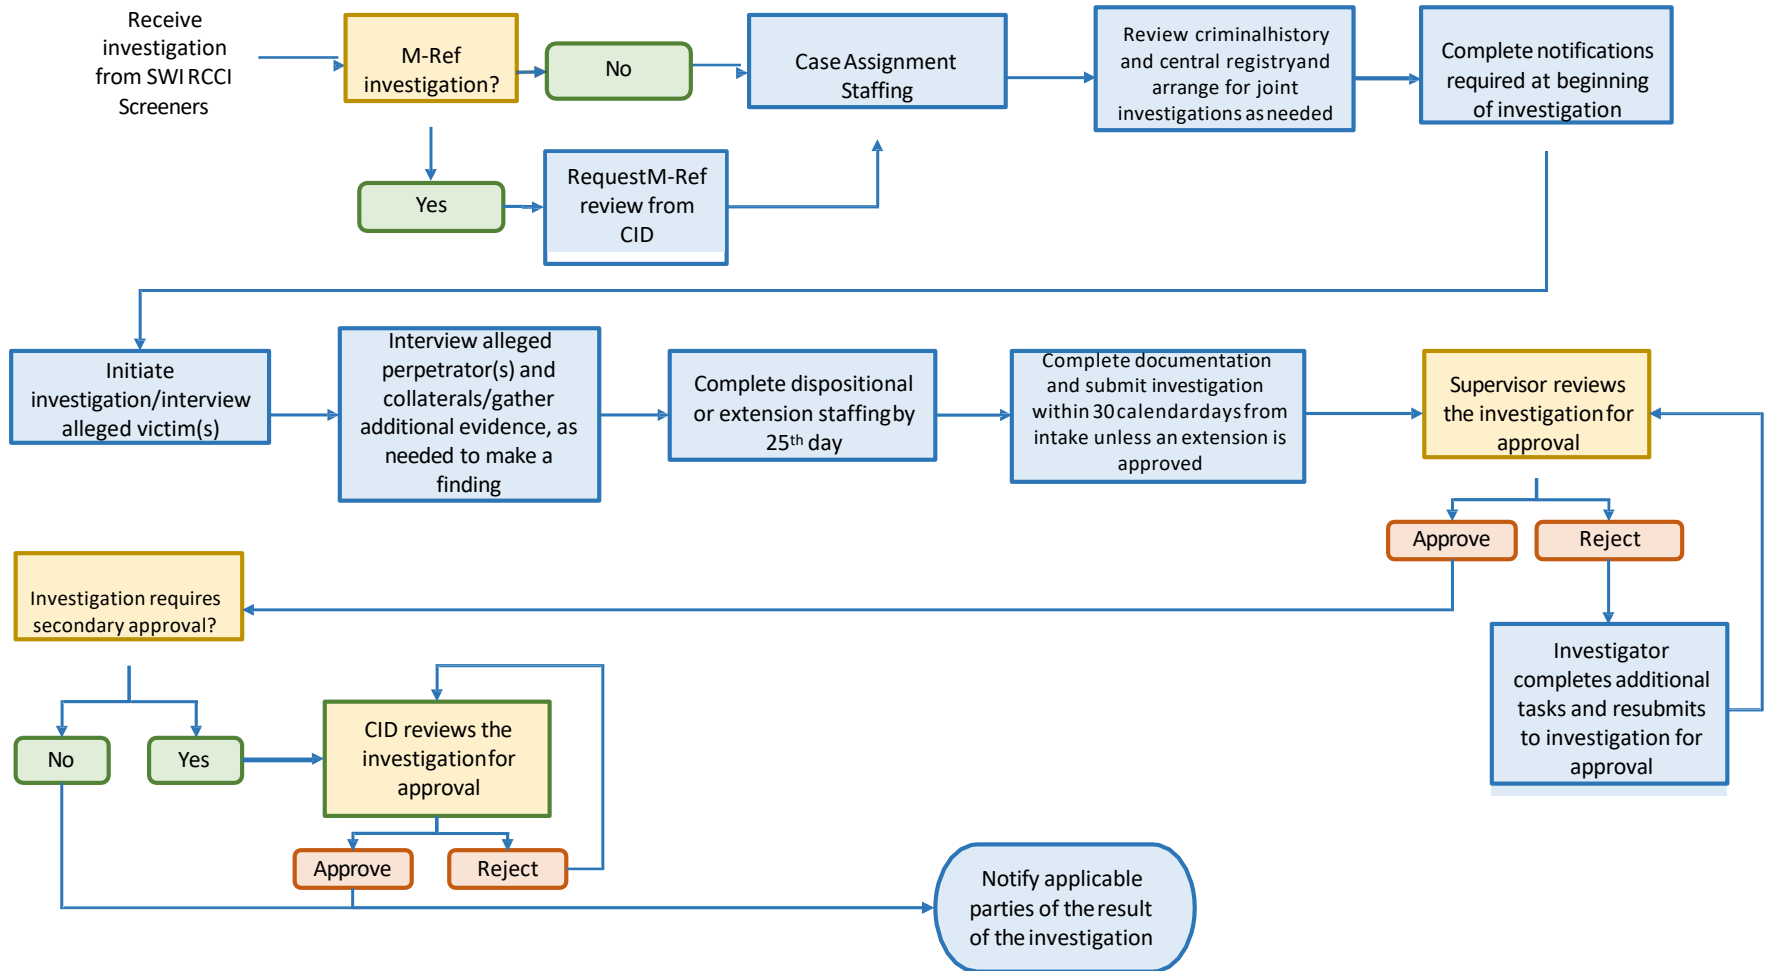 Receive
investigation
from SWI RCCI
Screeners
M-Ref
investigation?
No
Case Assignment
Staffing
Review criminalhistory
and central registryand
arrange for joint
investigations as needed
Complete notifications
required at beginning
of investigation
Yes
RequestM-Ref
review from
CID
Initiate
investigation/interview
alleged victim(s)
Interview alleged
perpetrator(s) and
collaterals/gather
additional evidence, as
needed to make a
finding
Complete dispositional
or extension staffing by
25th day
Complete documentation
and submit investigation
within 30 calendardays from
intake unless an extension is
approved
Supervisor reviews
the investigation for
approval
Approve
Reject
Investigation requires
secondary approval?
Investigator
completes additional
tasks and resubmits
to investigation for
approval
No
Yes
CID reviews the
investigation for
approval
Approve
Reject
Notify applicable
parties of the result
of the investigation